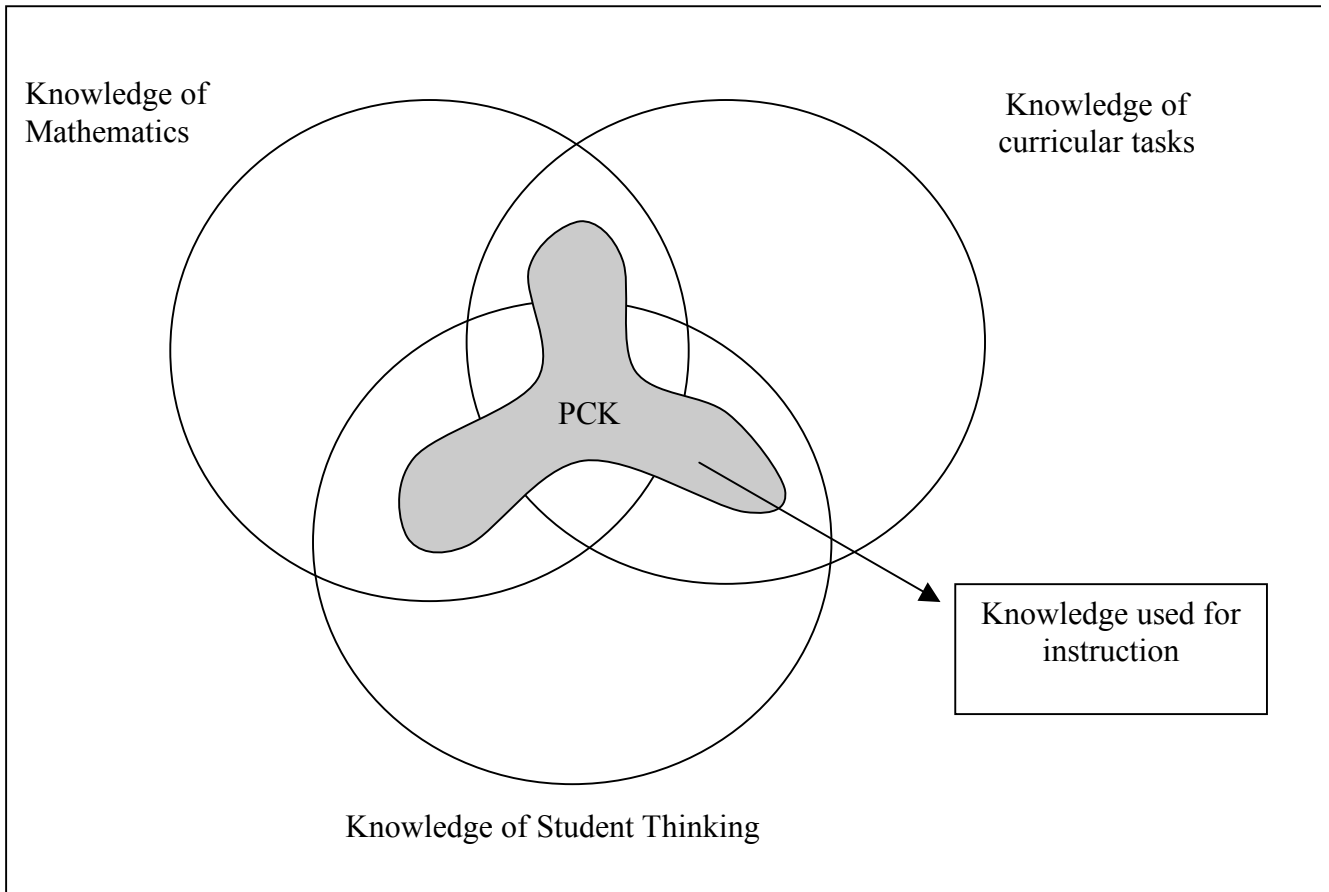 Knowledge of
Mathematics
Knowledge of
curricular tasks
PCK
Knowledge used for
instruction
Knowledge of Student Thinking